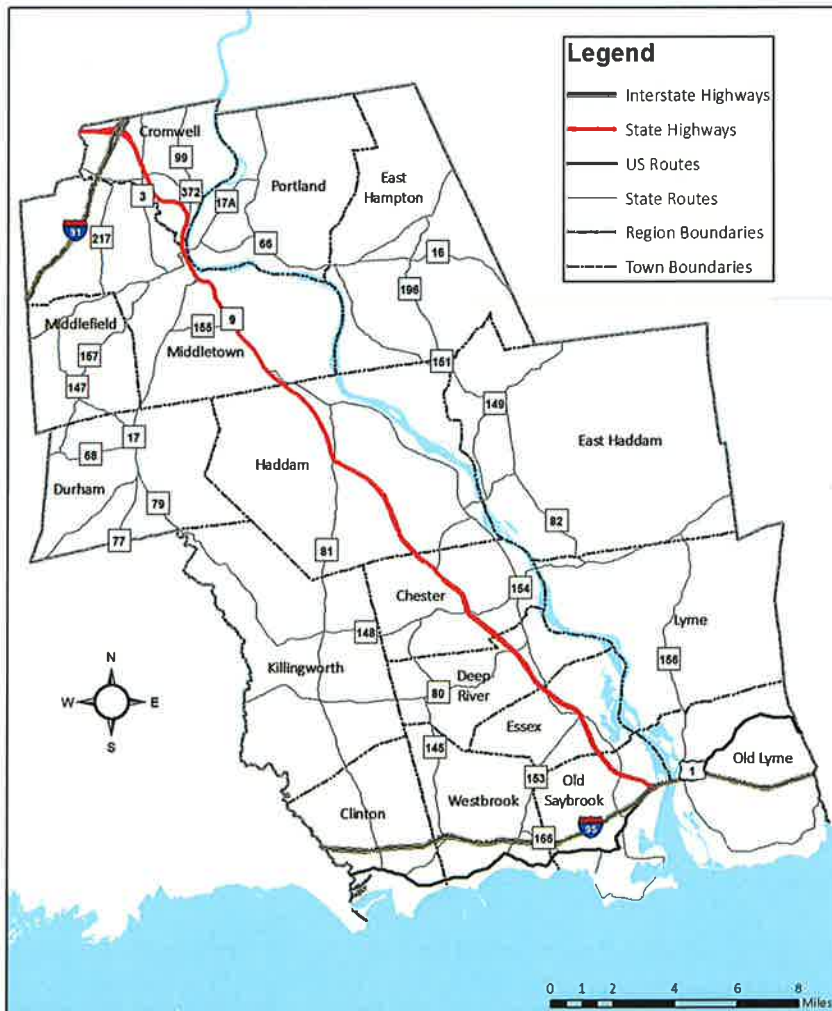 Legend
Interstate Highways
State Highways
US Routes
State Routes
Region Boundaries
Town Boundaries
Cromwell
99
3
372
17A
Portland
East
Hampton
91
217
66
16
196
Middlefield
155
9
Middletown
157
151
147
149
17
68
Haddam
East Haddam
Durham
79
82
77
81
Chester
154
148
Lyme
Killingworth
156
Deep
River
80
N
W
E
S
Essex
145
Old Lyme
1
153
Old
Saybrook
Westbrook
Clinton
95
166
0 1 2 4 6 8
Miles